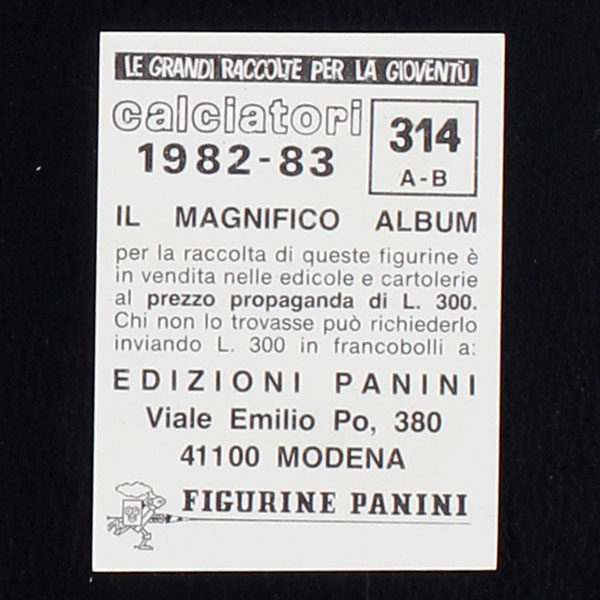 LE GRANDI RACCOLTE PER LA GIOVENTÙ
calciatori
1982-83
314
A-B
IL MAGNIFICO ALBUM
per la raccolta di queste figurine è
in vendita nelle edicole e cartolerie
al prezzo propaganda di L. 300.
Chi non lo trovasse può richiederlo
inviando L. 300 in francobolli a:
EDIZIONI PANINI
Viale Emilio Po, 380
41100 MODENA
FIGURINE PANINI